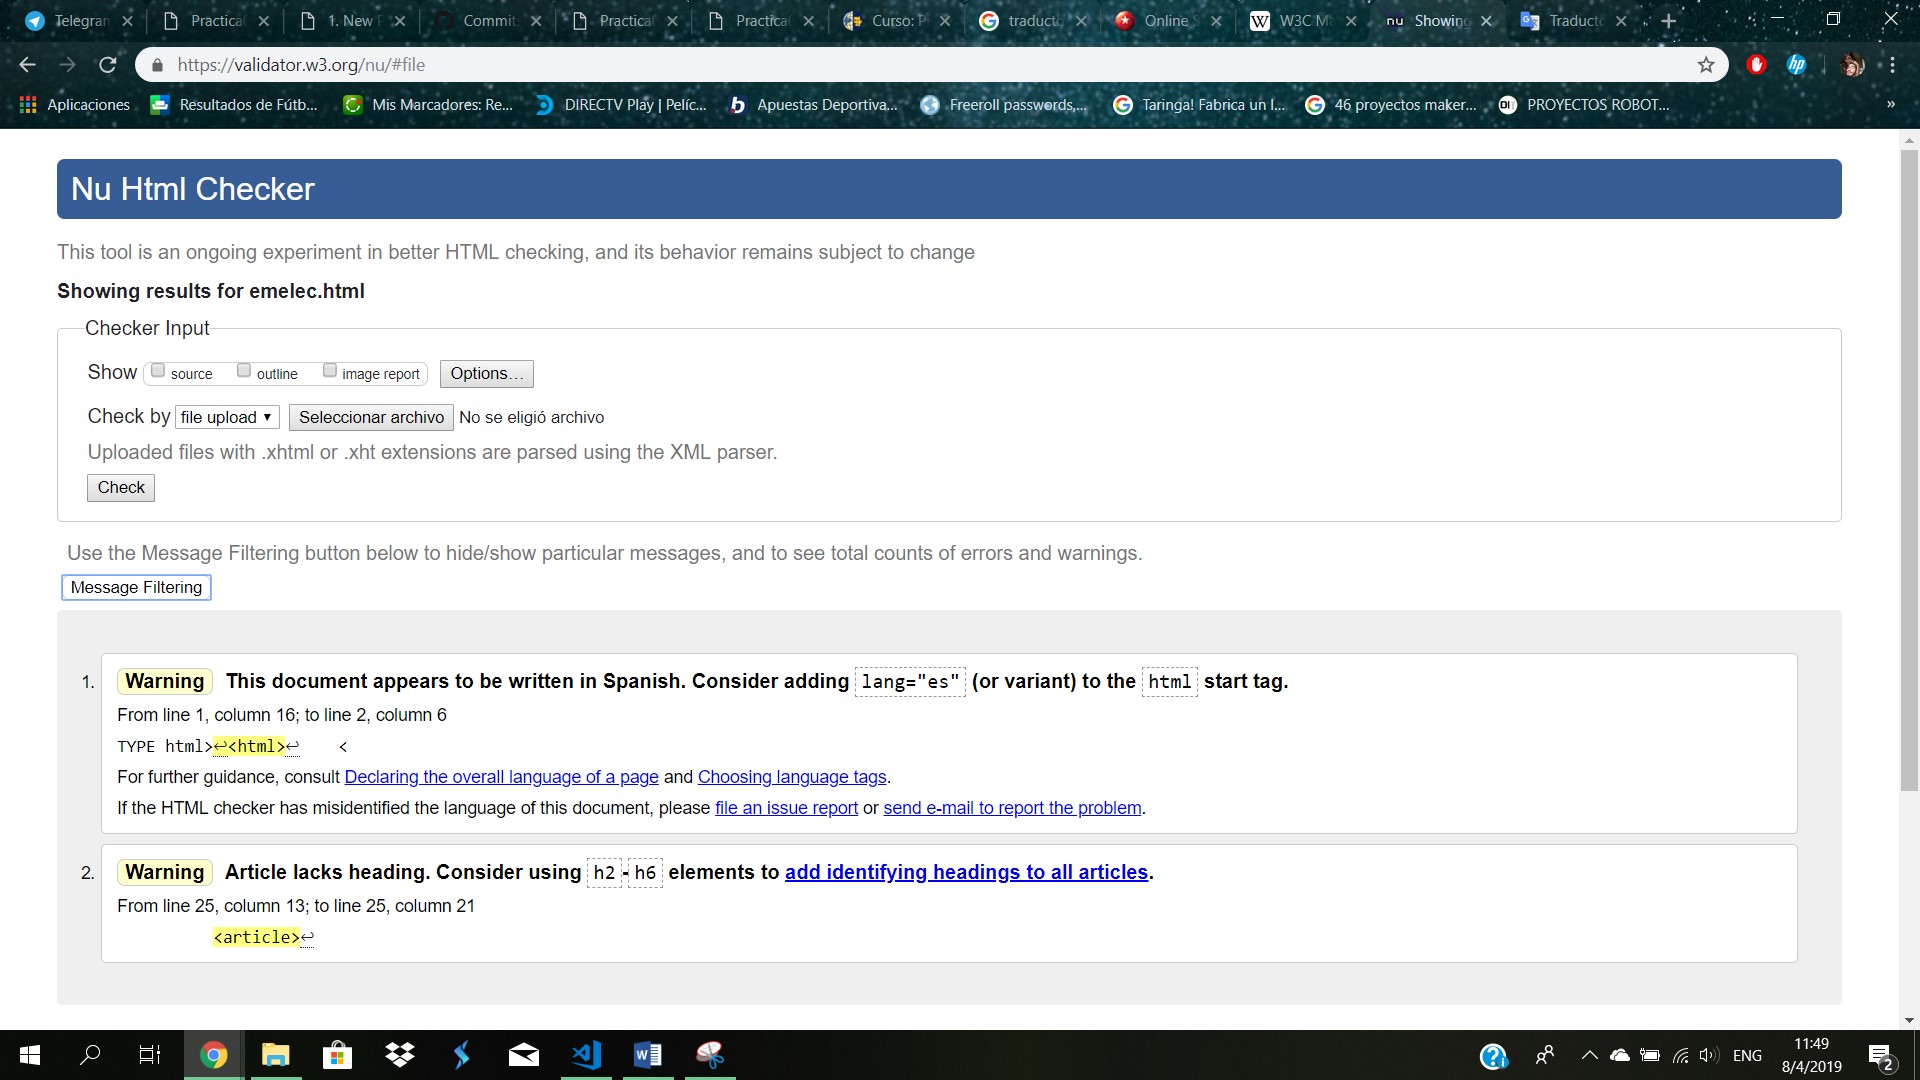 Telegram
Practica
1. New P
Commit
Practica
Practica
Curso: P
traducto
Online S
W3C Ma
nu Showing
Traducto
https://validator.w3.org/nu/#file
Aplicaciones
Resultados de Fútb...
Mis Marcadores: Re...
DIRECTV Play | Pelíc...
Apuestas Deportiva...
Freeroll passwords,...
Taringa! Fabrica un I...
46 proyectos maker...
PROYECTOS ROBOT...
»
Nu Html Checker
This tool is an ongoing experiment in better HTML checking, and its behavior remains subject to change
Showing results for emelec.html
Checker Input
Show source outline image report Options...
Check by file upload Seleccionar archivo No se eligió archivo
Uploaded files with .xhtml or .xht extensions are parsed using the XML parser.
Check
Use the Message Filtering button below to hide/show particular messages, and to see total counts of errors and warnings.
Message Filtering
1. Warning This document appears to be written in Spanish. Consider adding lang="es" (or variant) to the html start tag.
From line 1, column 16; to line 2, column 6
TYPE html>↩<html>↩ <
For further guidance, consult Declaring the overall language of a page and Choosing language tags.
If the HTML checker has misidentified the language of this document, please file an issue report or send e-mail to report the problem.
2. Warning Article lacks heading. Consider using h2-h6 elements to add identifying headings to all articles.
From line 25, column 13; to line 25, column 21
<article>↩
ENG
11:49
8/4/2019
2